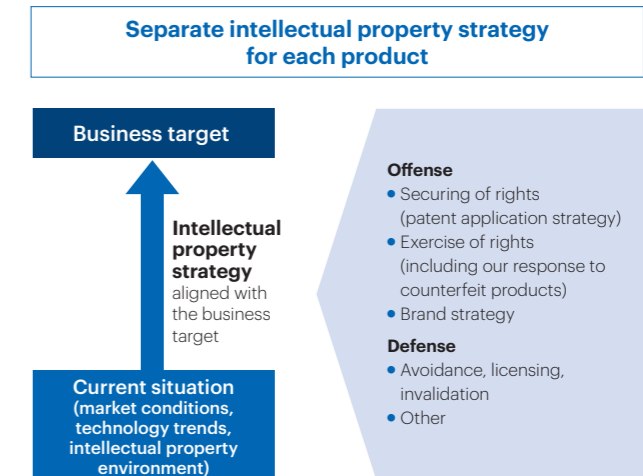 Separate intellectual property strategy
for each product
Business target
Intellectual
property
strategy
aligned with
the business
target
Current situation
(market conditions,
technology trends,
intellectual property
environment)
Offense
• Securing of rights
(patent application strategy)
• Exercise of rights
(including our response to
counterfeit products)
• Brand strategy
Defense
• Avoidance, licensing,
invalidation
• Other